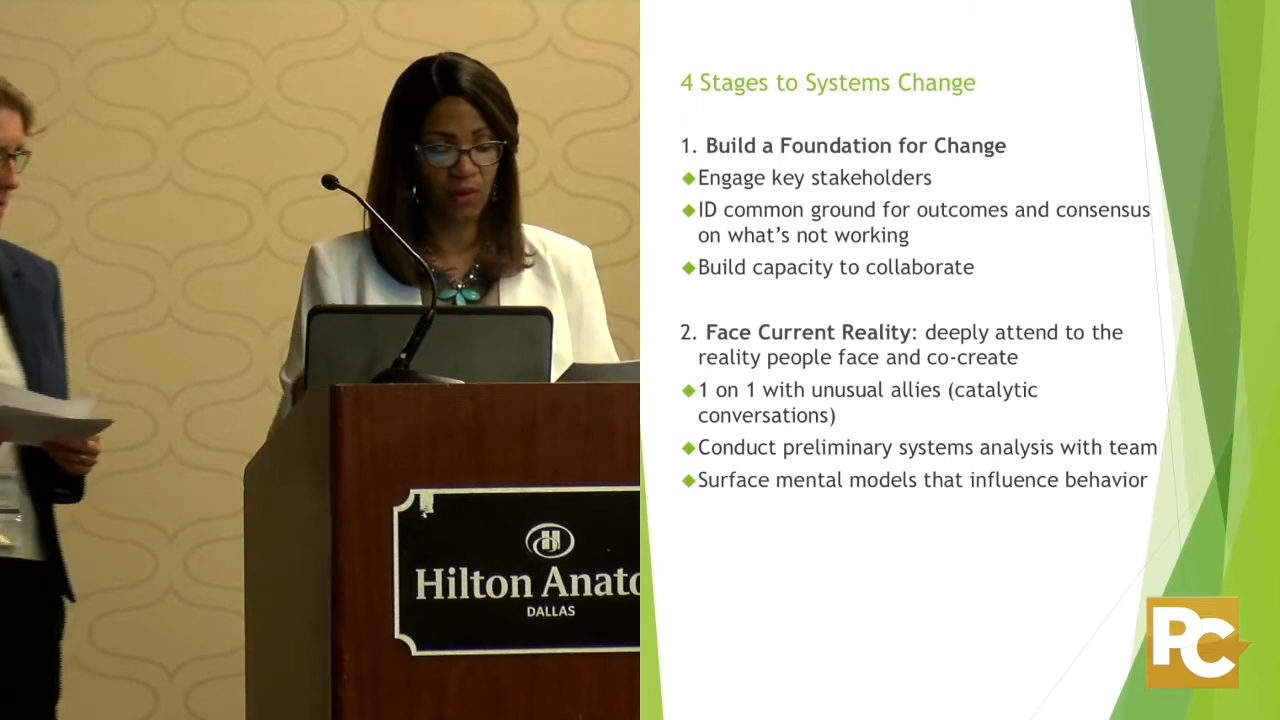 4 Stages to Systems Change
1. Build a Foundation for Change
Engage key stakeholders
ID common ground for outcomes and consensus
on what's not working
Build capacity to collaborate
2. Face Current Reality: deeply attend to the
reality people face and co-create
1 on 1 with unusual allies (catalytic
conversations)
Conduct preliminary systems analysis with team
Surface mental models that influence behavior
H
Hilton Anato
DALLAS
PC